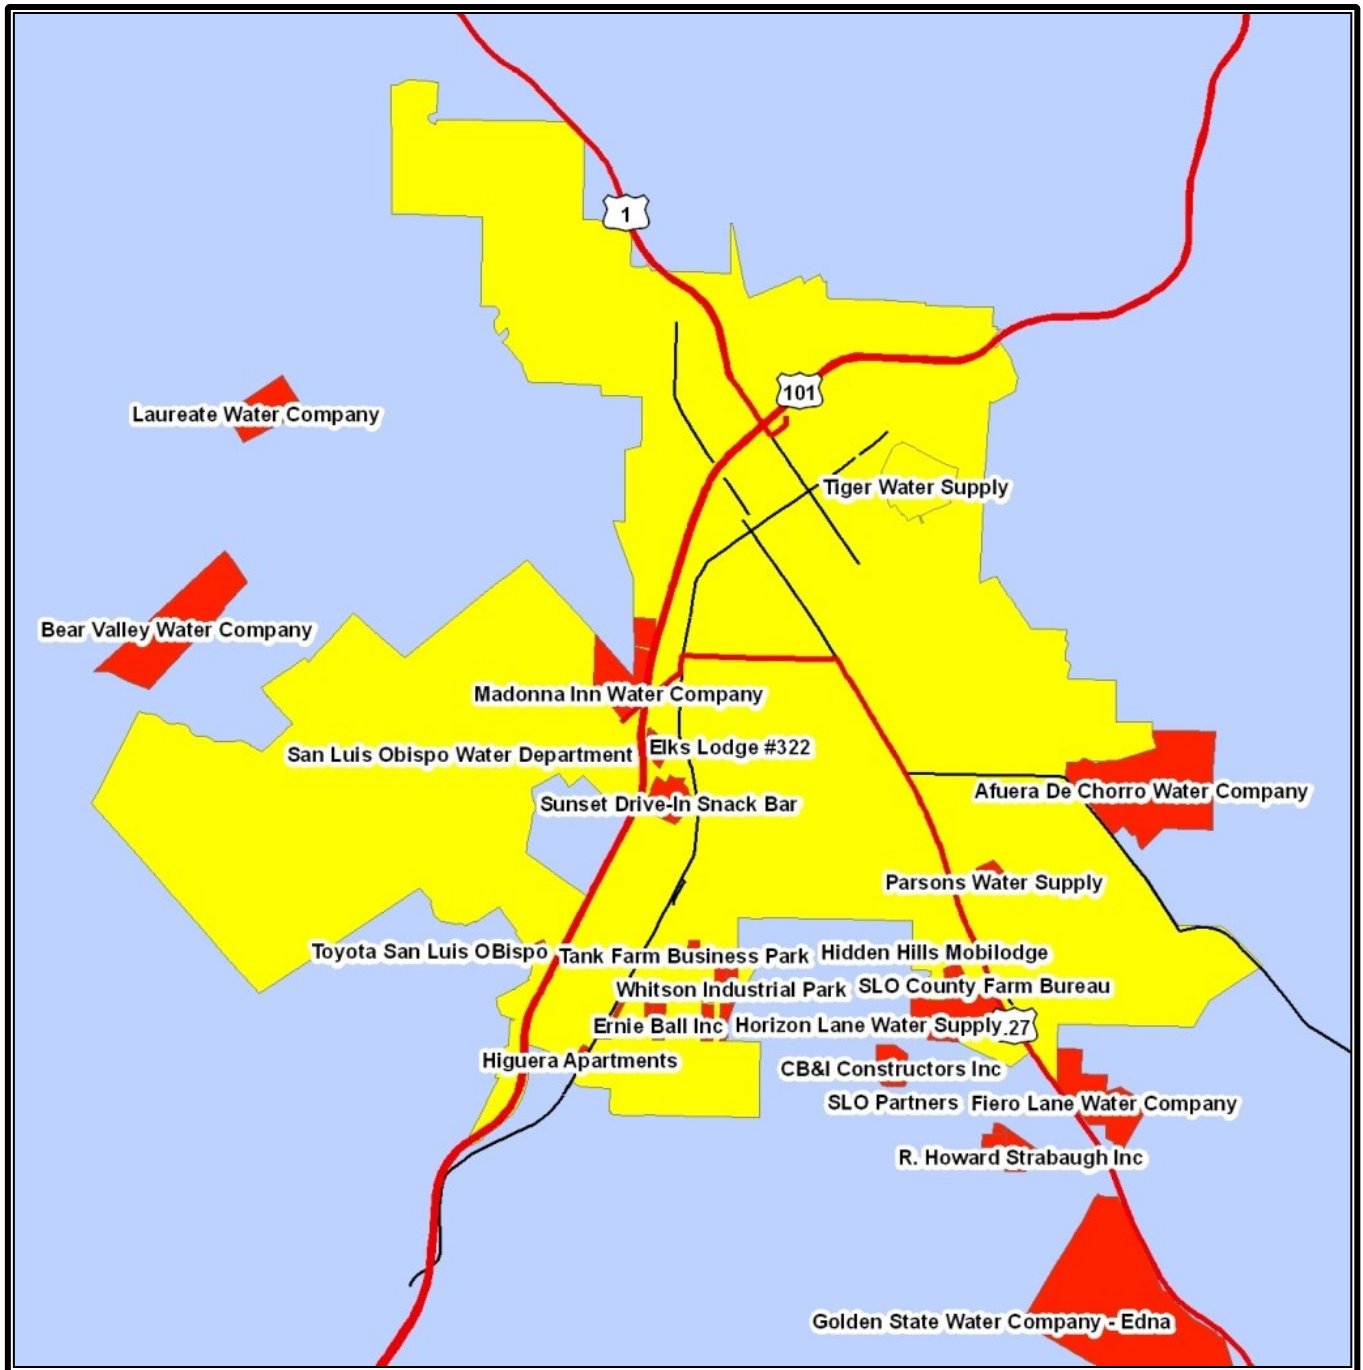 1
101
Laureate Water Company
Tiger Water Supply
Bear Valley Water Company
Madonna Inn Water Company
San Luis Obispo Water Department
Elks Lodge #322
Sunset Drive-In Snack Bar
Afuera De Chorro Water Company
Parsons Water Supply
Toyota San Luis OBispo
Tank Farm Business Park
Hidden Hills Mobilodge
Whitson Industrial Park
SLO County Farm Bureau
Ernie Ball Inc
Horizon Lane Water Supply
27
Higuera Apartments
CB&I Constructors Inc
SLO Partners
Fiero Lane Water Company
R. Howard Strabaugh Inc
Golden State Water Company - Edna